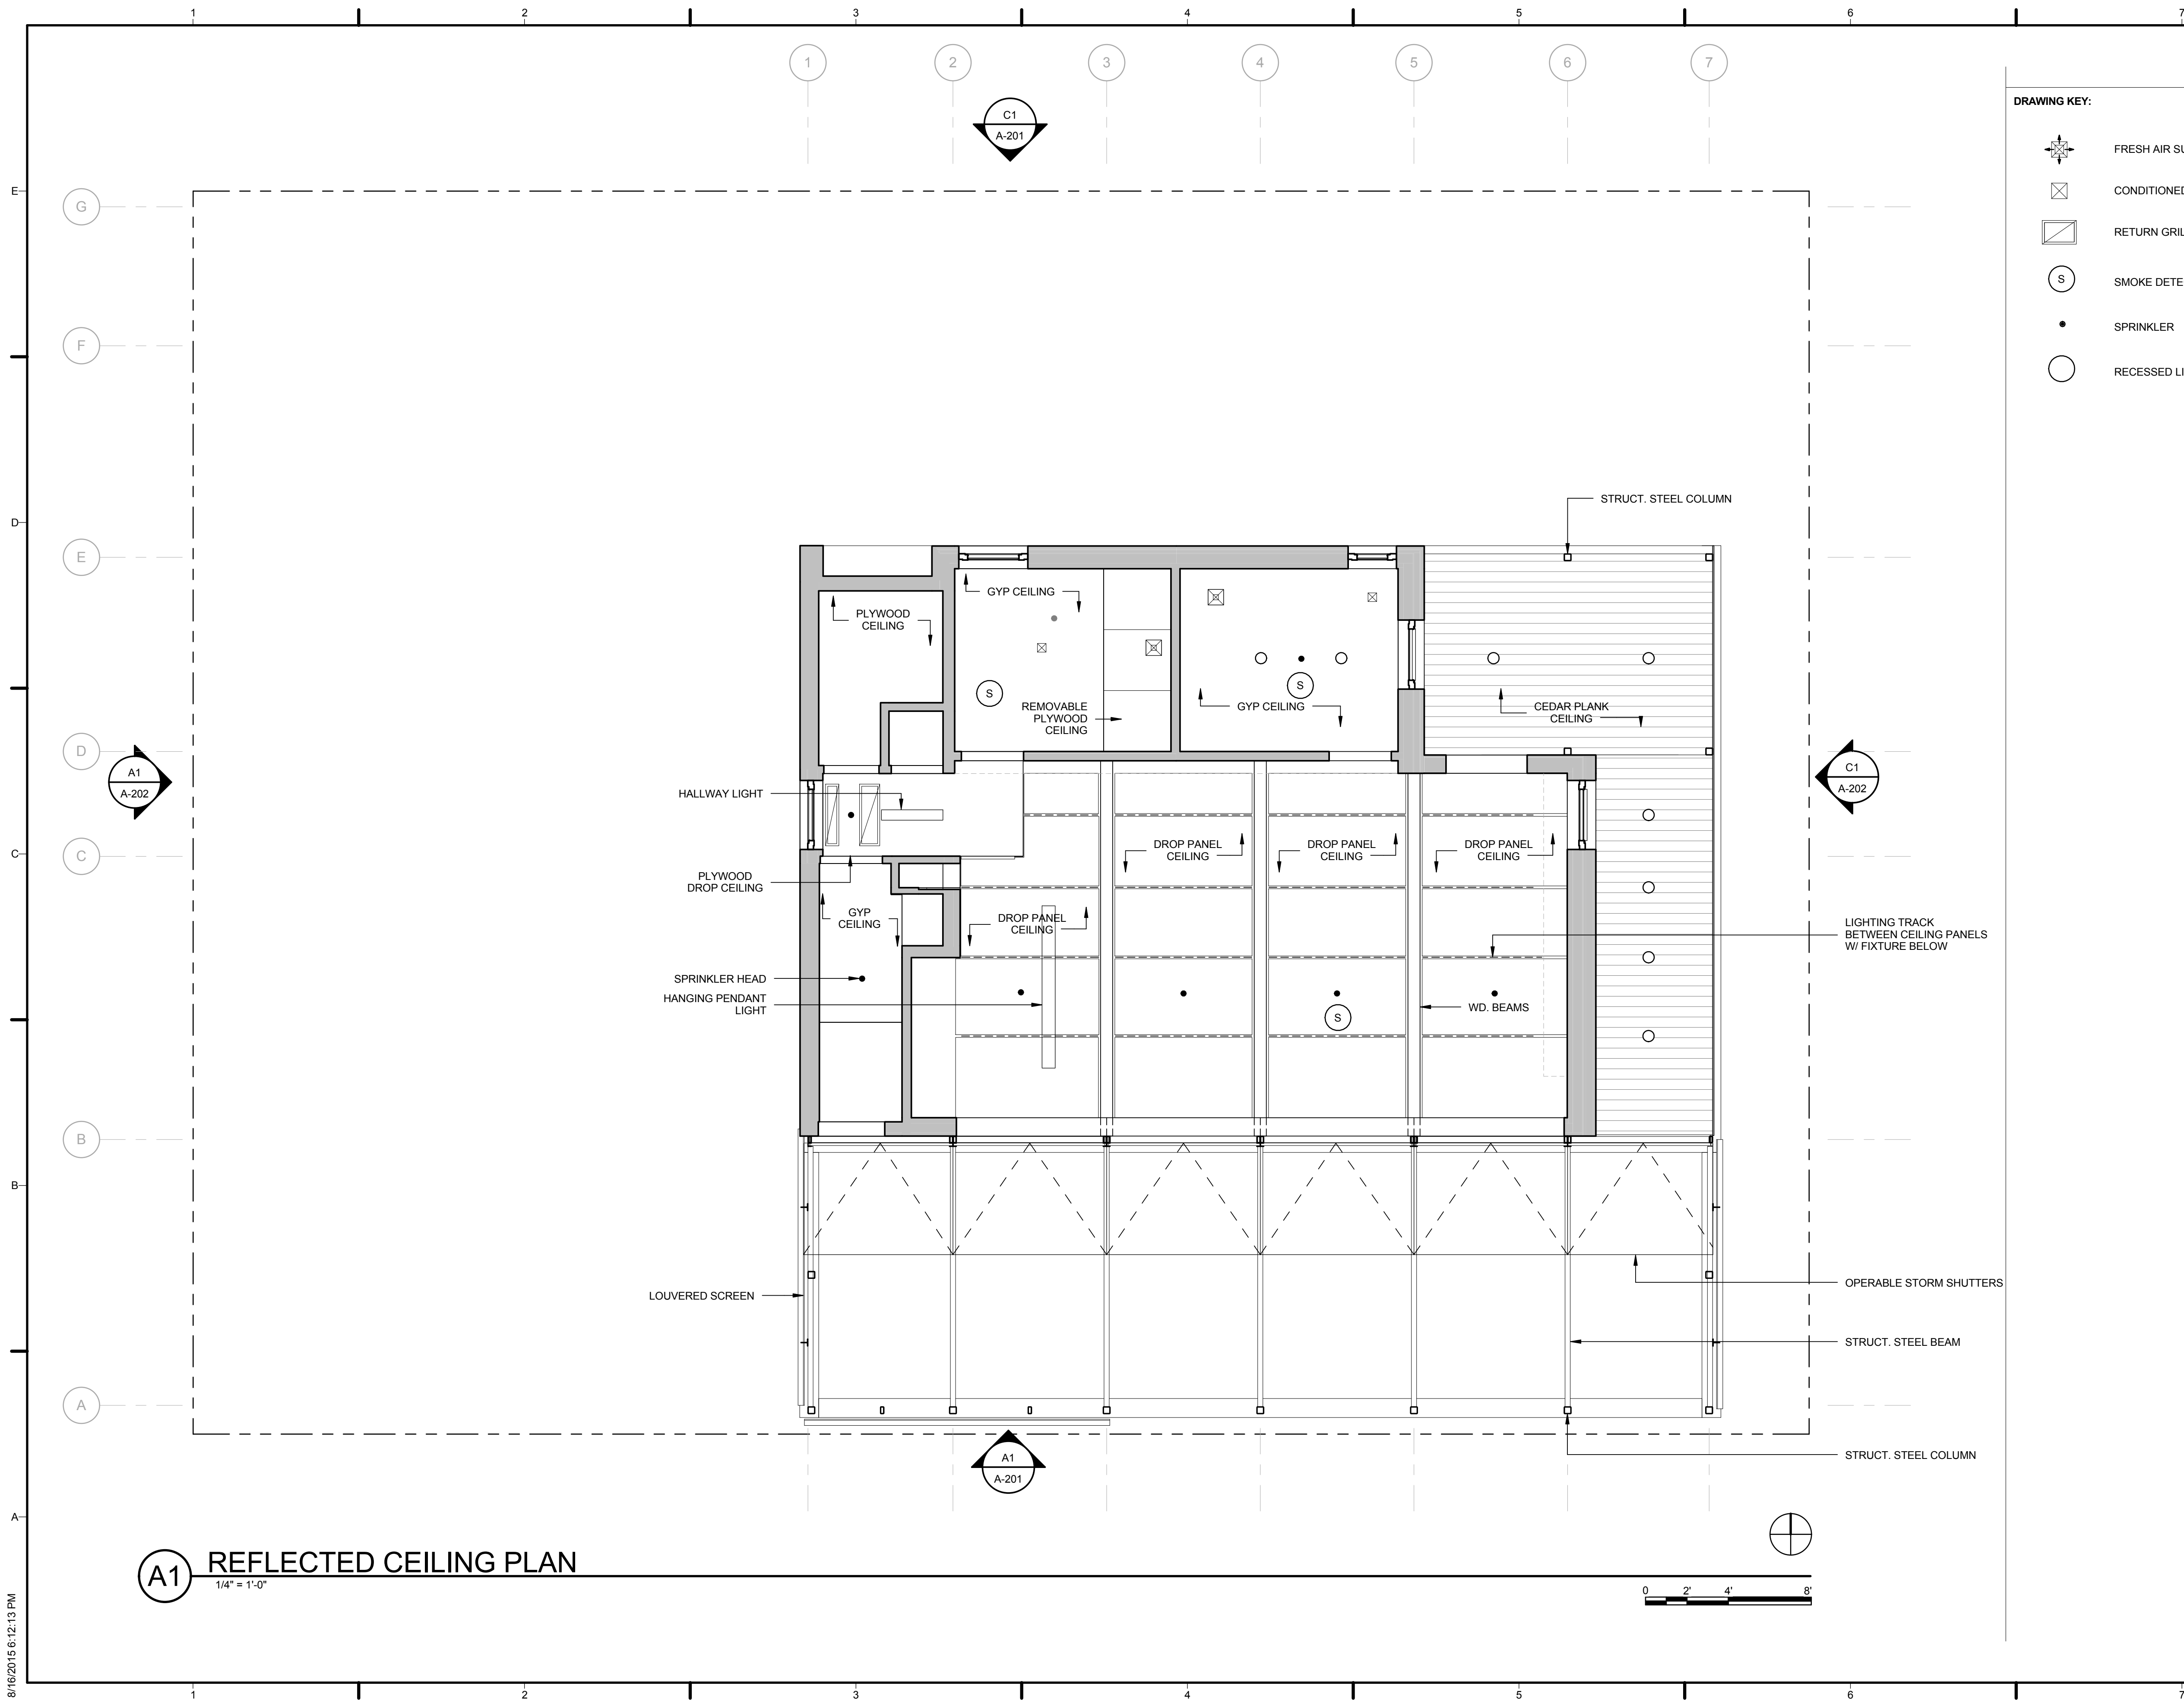 1 2 3 4 5 6 7
1 2 3 4 5 6 7
C1
A-201
DRAWING KEY:
FRESH AIR SU
CONDITIONED
RETURN GRIL
SMOKE DETE
SPRINKLER
RECESSED LI
S
E
D
C
B
A
G
F
E
D
C
B
A
STRUCT. STEEL COLUMN
GYP CEILING
PLYWOOD
CEILING
S
S
REMOVABLE
PLYWOOD
CEILING
GYP CEILING
CEDAR PLANK
CEILING
A1
A-202
C1
A-202
HALLWAY LIGHT
DROP PANEL
CEILING
DROP PANEL
CEILING
DROP PANEL
CEILING
PLYWOOD
DROP CEILING
GYP
CEILING
DROP PANEL
CEILING
LIGHTING TRACK
BETWEEN CEILING PANELS
W/ FIXTURE BELOW
SPRINKLER HEAD
HANGING PENDANT
LIGHT
WD. BEAMS
S
LOUVERED SCREEN
OPERABLE STORM SHUTTERS
STRUCT. STEEL BEAM
STRUCT. STEEL COLUMN
A1
A-201
A1
REFLECTED CEILING PLAN
1/4" = 1'-0"
0 2' 4' 8'
8/16/2015 6:12:13 PM
1 2 3 4 5 6 7